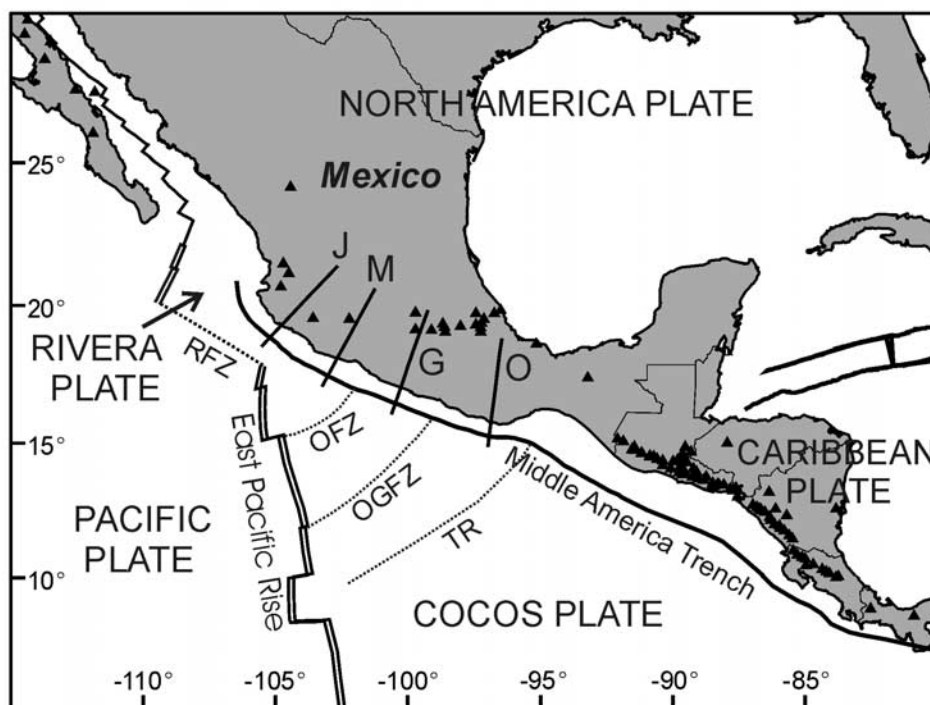 NORTH AMERICA PLATE
25°
Mexico
J
M
20°
RIVERA
PLATE
RFZ
G
O
OFZ
15°
CARIBBEAN
PLATE
OGFZ
Middle America Trench
East Pacific Rise
PACIFIC
PLATE
TR
10°
COCOS PLATE
-110°
-105°
-100°
-95°
-90°
-85°